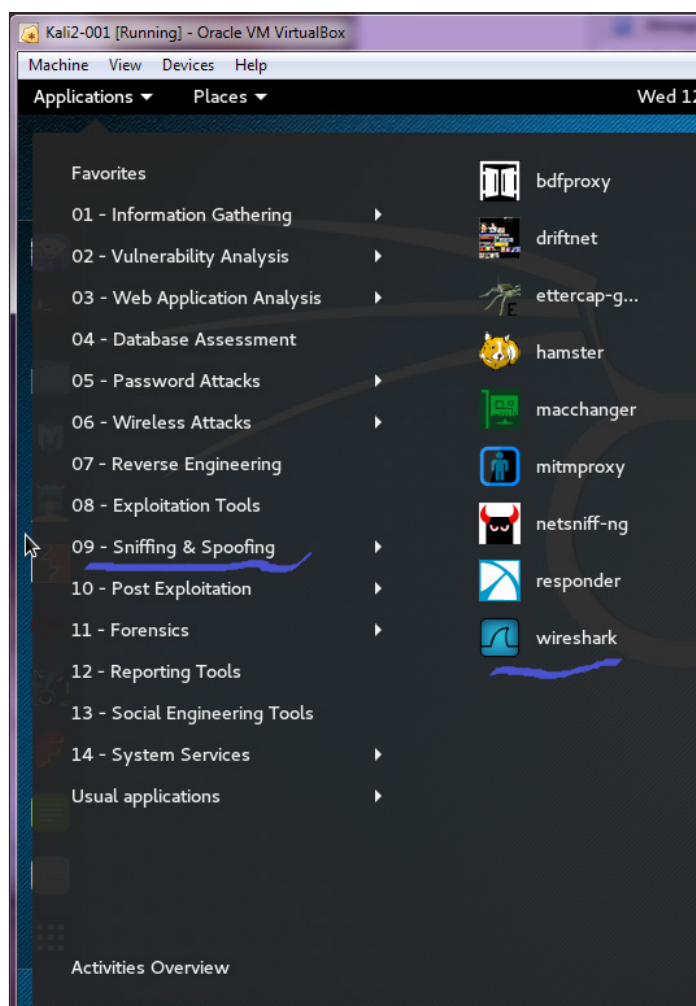 Kali2-001 [Running] - Oracle VM VirtualBox
Machine View Devices Help
Applications Places Wed 12
Favorites
01 - Information Gathering
02 - Vulnerability Analysis
03 - Web Application Analysis
04 - Database Assessment
05 - Password Attacks
06 - Wireless Attacks
07 - Reverse Engineering
08 - Exploitation Tools
09 - Sniffing & Spoofing
10 - Post Exploitation
11 - Forensics
12 - Reporting Tools
13 - Social Engineering Tools
14 - System Services
Usual applications
Activities Overview
bdfproxy
driftnet
ettercap-g...
hamster
macchanger
mitmproxy
netsniff-ng
responder
wireshark